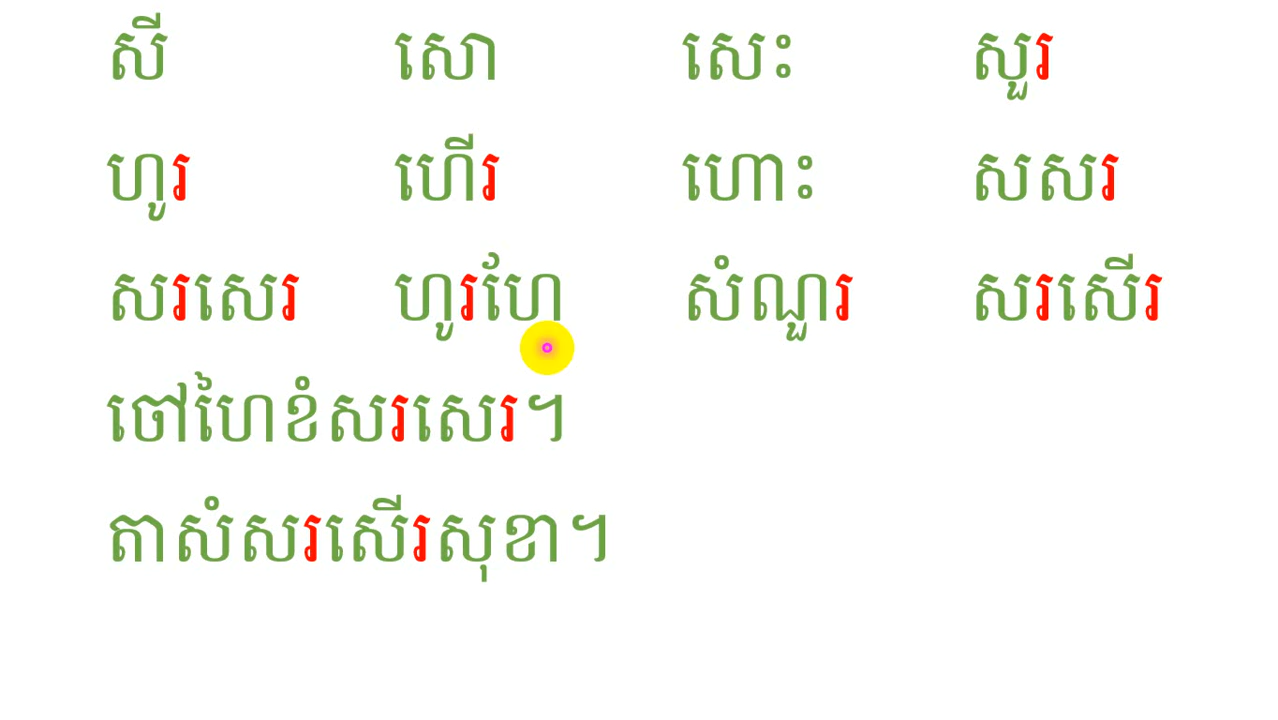 សី សោ សេះ សួរ
ហូរ ហើរ ហោះ សសរ
សរសេរ ហូរហែ សំណួរ សរសើរ
ចៅហៃខំសរសេរ។
តាសំសរសើរសុខា។